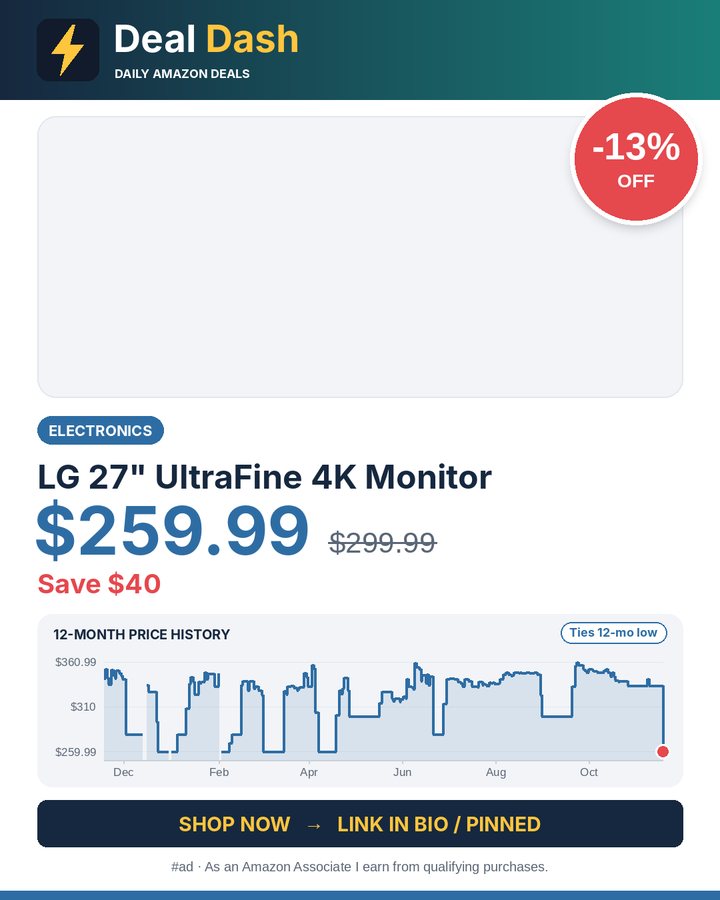 Deal Dash
DAILY AMAZON DEALS
-13%
OFF
ELECTRONICS
LG 27" UltraFine 4K Monitor
$259.99 $299.99
Save $40
12-MONTH PRICE HISTORY
Ties 12-mo low
$360.99
$310
$259.99
Dec Feb Apr Jun Aug Oct
SHOP NOW → LINK IN BIO / PINNED
#ad · As an Amazon Associate I earn from qualifying purchases.